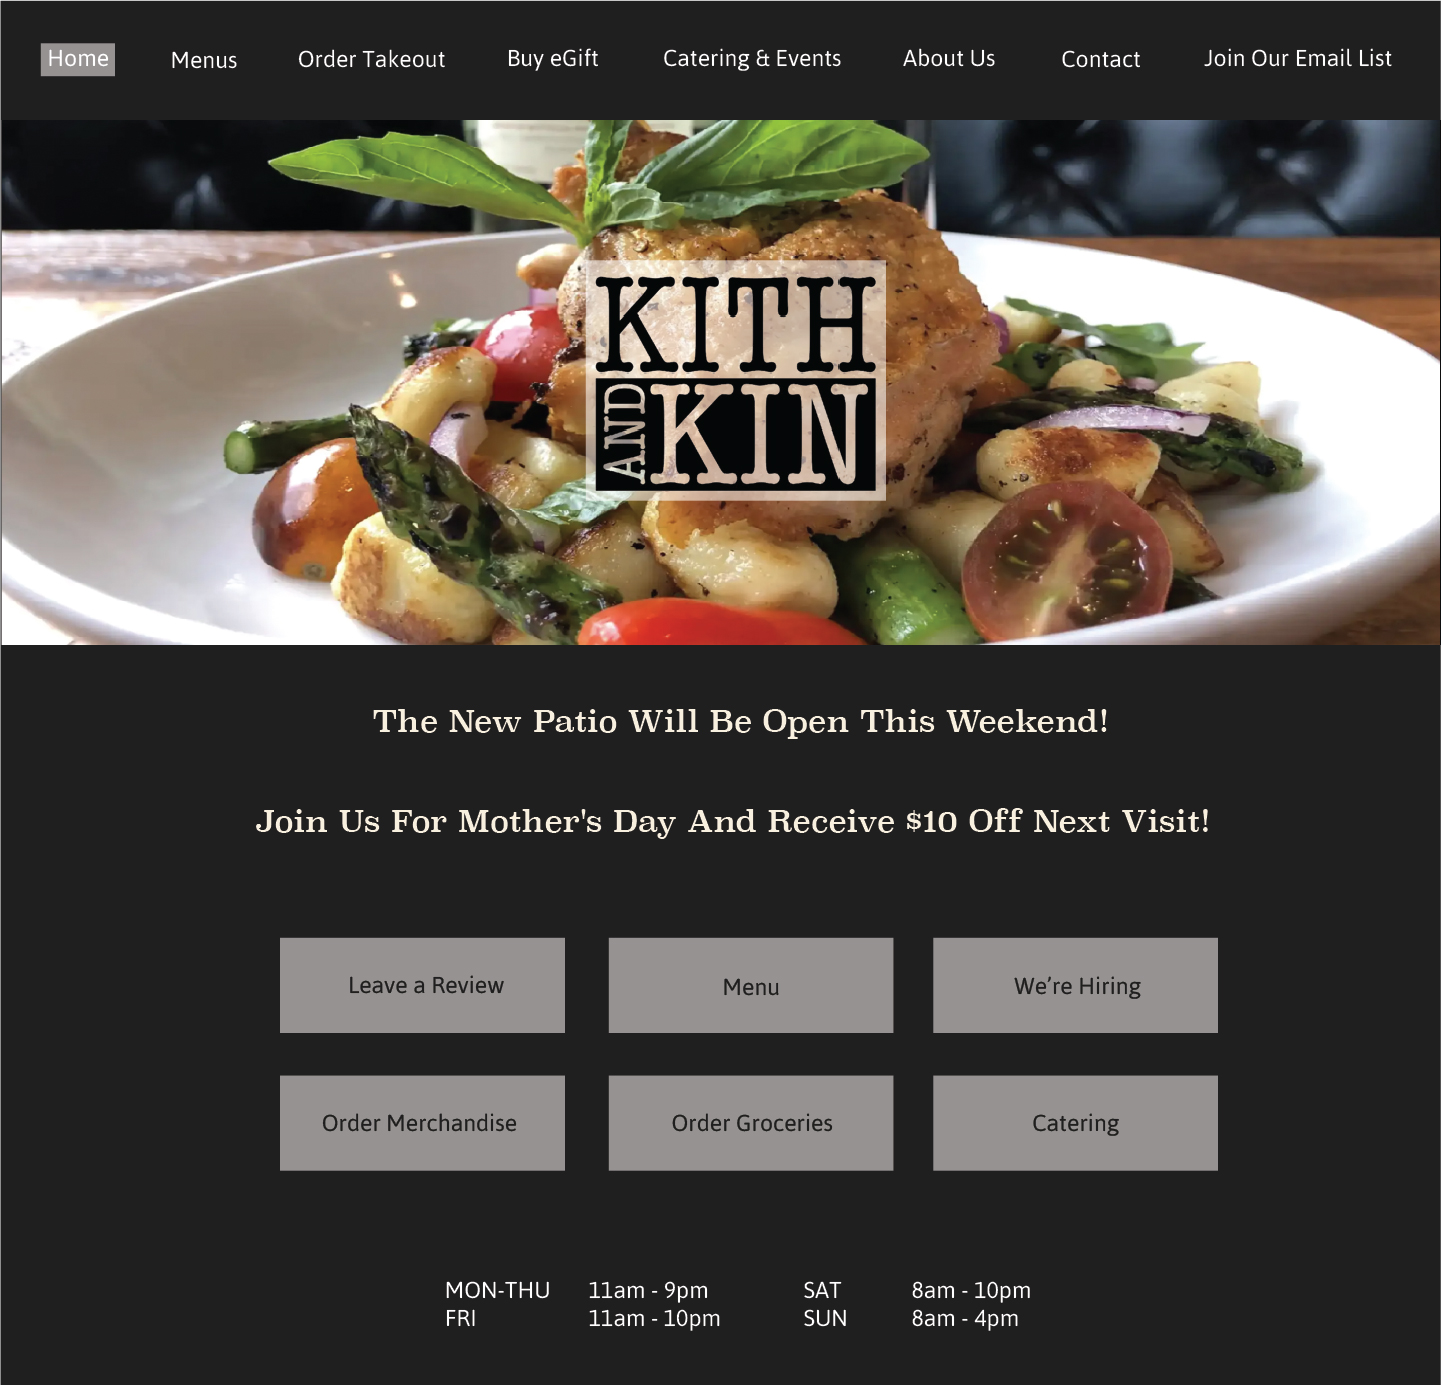 Home Menus Order Takeout Buy eGift Catering & Events About Us Contact Join Our Email List
KITH
AND KIN
The New Patio Will Be Open This Weekend!
Join Us For Mother's Day And Receive $10 Off Next Visit!
Leave a Review Menu We’re Hiring
Order Merchandise Order Groceries Catering
MON-THU 11am - 9pm SAT 8am - 10pm
FRI 11am - 10pm SUN 8am - 4pm